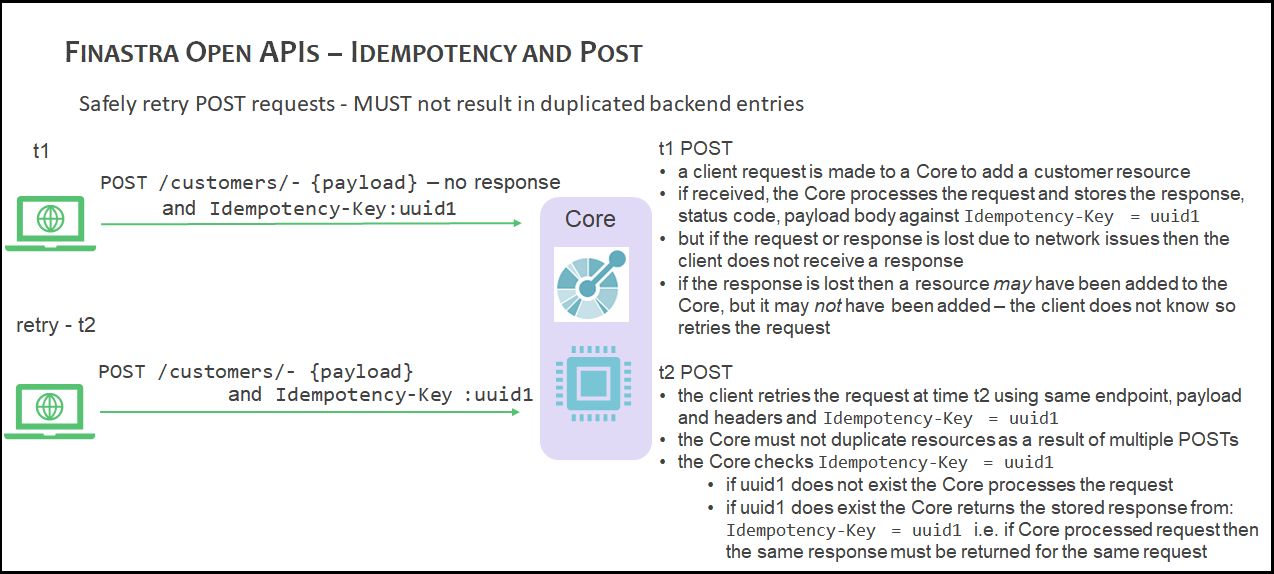 FINASTRA OPEN APIS – IDEMPOTENCY AND POST
Safely retry POST requests - MUST not result in duplicated backend entries
t1
POST /customers/- {payload} – no response
and Idempotency-Key:uuid1
Core
retry - t2
POST /customers/- {payload}
and Idempotency-Key :uuid1
t1 POST
• a client request is made to a Core to add a customer resource
• if received, the Core processes the request and stores the response,
status code, payload body against Idempotency-Key = uuid1
• but if the request or response is lost due to network issues then the
client does not receive a response
• if the response is lost then a resource may have been added to the
Core, but it may not have been added – the client does not know so
retries the request
t2 POST
• the client retries the request at time t2 using same endpoint, payload
and headers and Idempotency-Key = uuid1
• the Core must not duplicate resources as a result of multiple POSTs
• the Core checks Idempotency-Key = uuid1
• if uuid1 does not exist the Core processes the request
• if uuid1 does exist the Core returns the stored response from:
Idempotency-Key = uuid1 i.e. if Core processed request then
the same response must be returned for the same request